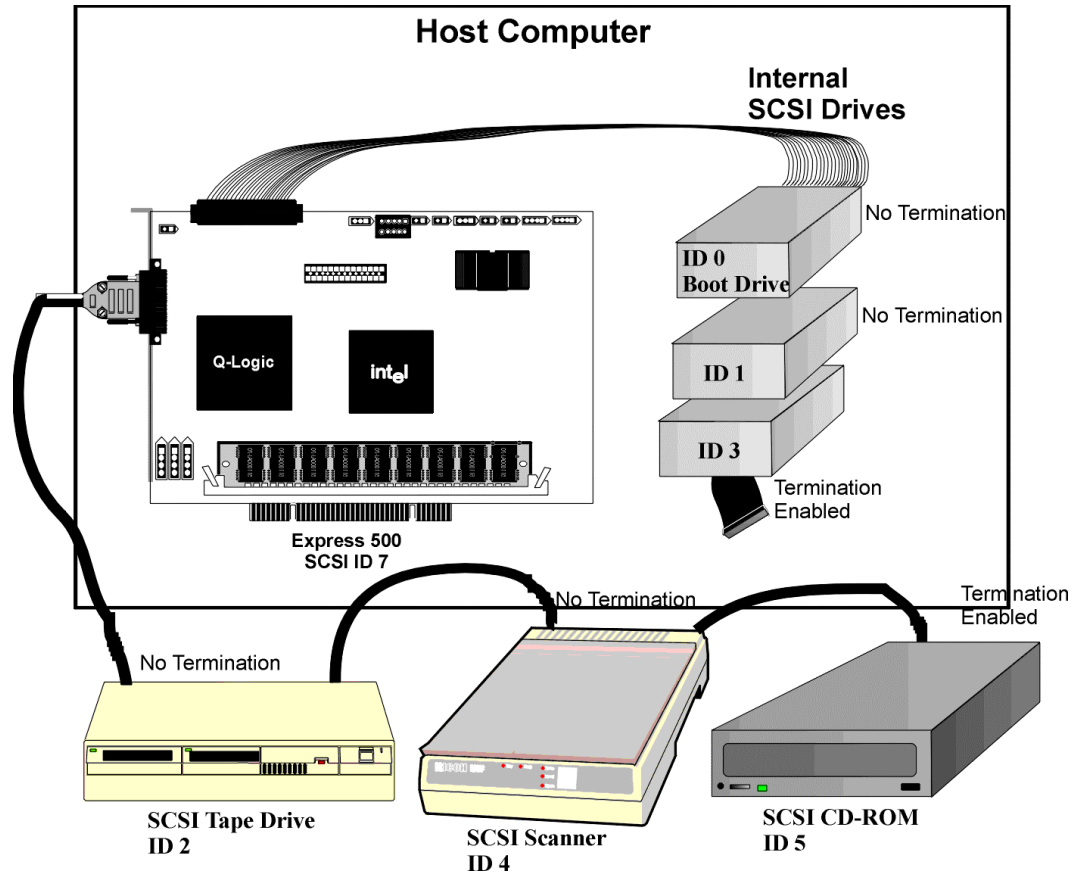 Host Computer
Internal
SCSI Drives
No Termination
ID 0
Boot Drive
No Termination
Q-Logic
intel
ID 1
ID 3
Termination
Enabled
Express 500
SCSI ID 7
No Termination
Termination
Enabled
No Termination
SCSI Tape Drive
ID 2
RICOH
SCSI Scanner
ID 4
SCSI CD-ROM
ID 5